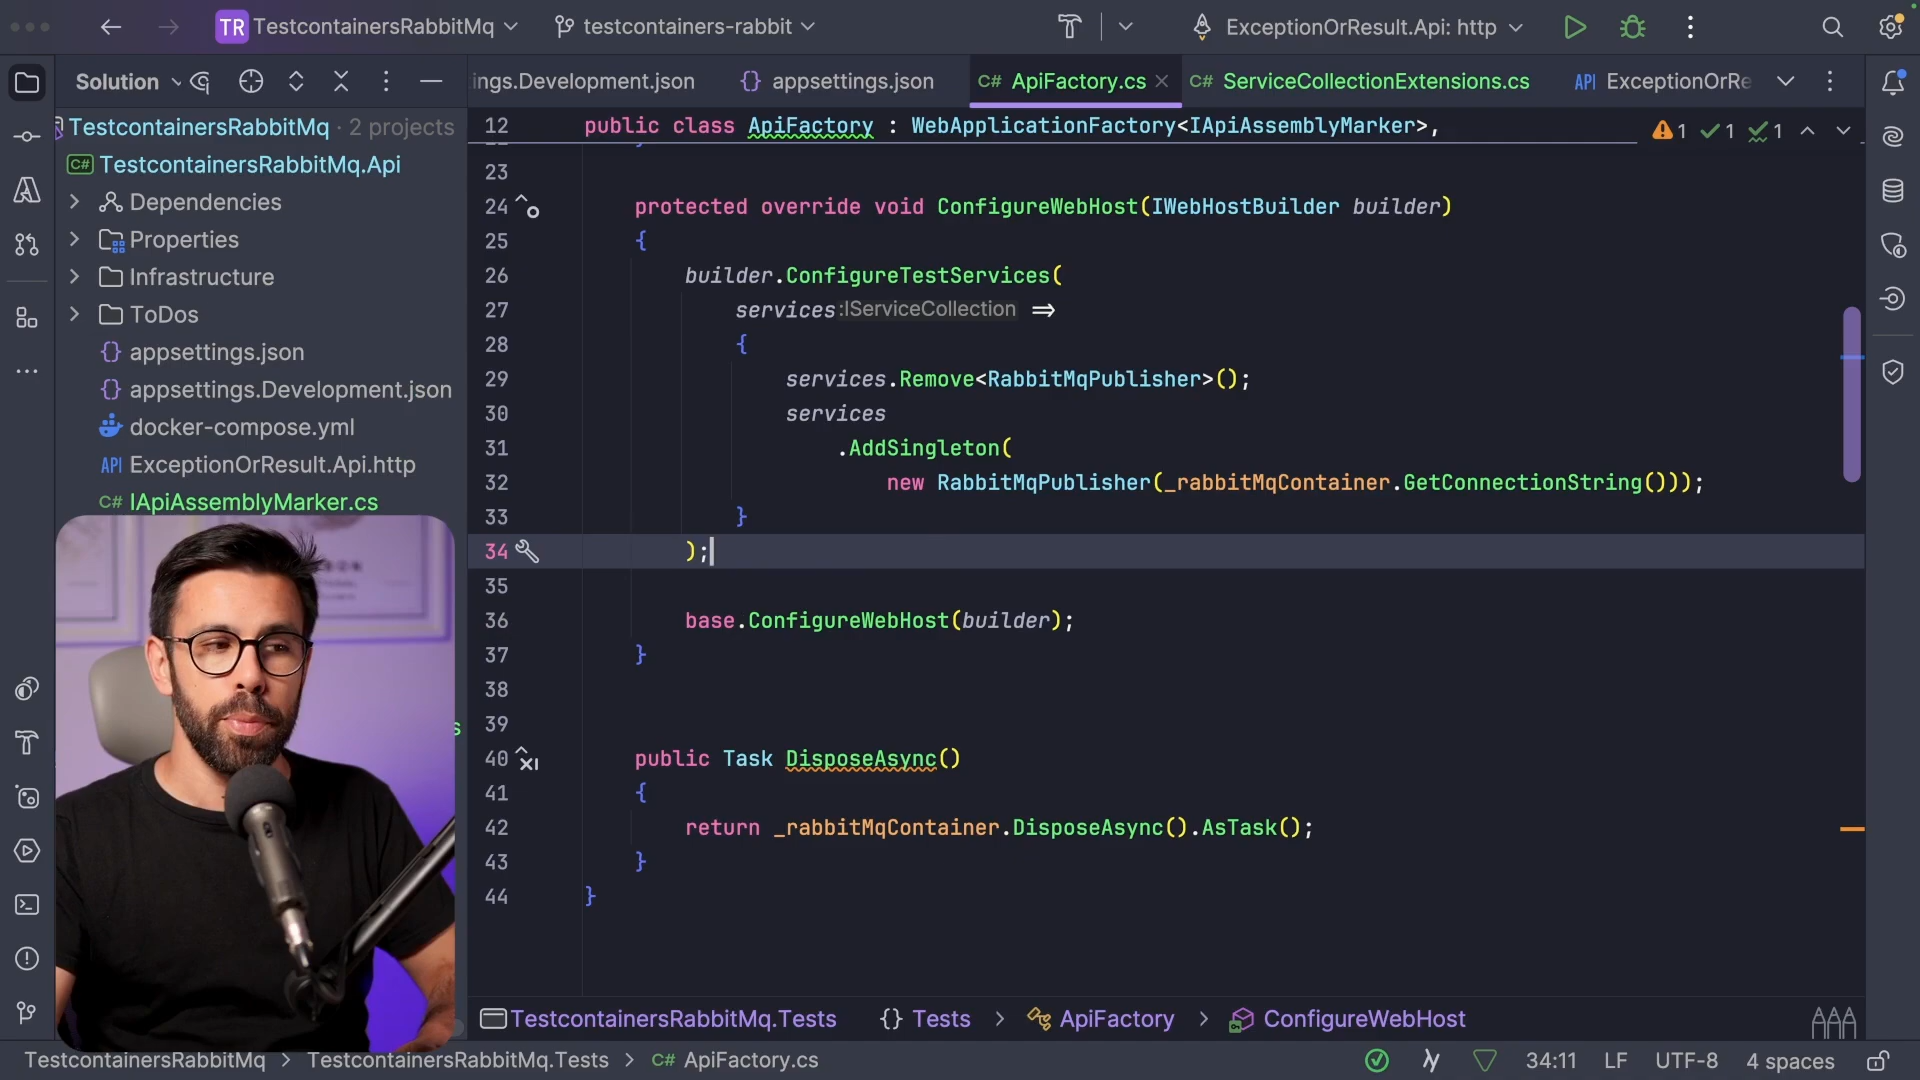 TR TestcontainersRabbitMq
testcontainers-rabbit
ExceptionOrResult.Api: http
Solution
ings.Development.json
appsettings.json
C# ApiFactory.cs
C# ServiceCollectionExtensions.cs
API ExceptionOrRe
TestcontainersRabbitMq · 2 projects
C# TestcontainersRabbitMq.Api
Dependencies
Properties
Infrastructure
ToDos
{} appsettings.json
{} appsettings.Development.json
docker-compose.yml
API ExceptionOrResult.Api.http
C# IApiAssemblyMarker.cs
12 public class ApiFactory : WebApplicationFactory<IApiAssemblyMarker>,
1 1 1
23
24 protected override void ConfigureWebHost(IWebHostBuilder builder)
25 {
26 builder.ConfigureTestServices(
27 services:IServiceCollection =>
28 {
29 services.Remove<RabbitMqPublisher>();
30 services
31 .AddSingleton(
32 new RabbitMqPublisher(_rabbitMqContainer.GetConnectionString()));
33 }
34 );
35
36 base.ConfigureWebHost(builder);
37 }
38
39
40 public Task DisposeAsync()
41 {
42 return _rabbitMqContainer.DisposeAsync().AsTask();
43 }
44 }
TestcontainersRabbitMq.Tests {} Tests > ApiFactory > ConfigureWebHost
TestcontainersRabbitMq > TestcontainersRabbitMq.Tests > C# ApiFactory.cs
34:11 LF UTF-8 4 spaces